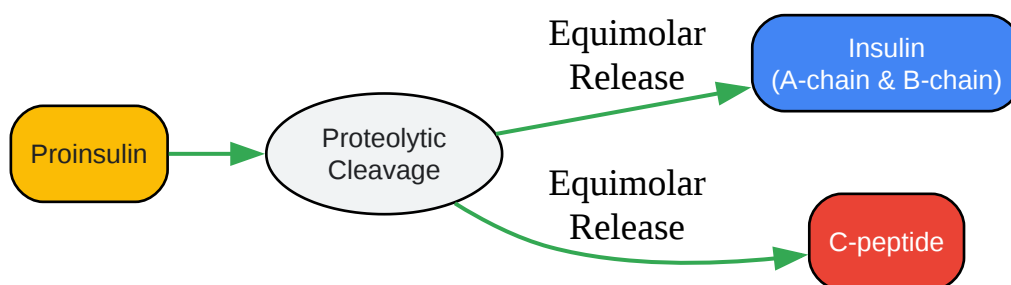 Proinsulin
Proteolytic
Cleavage
Equimolar
Release
Insulin
(A-chain & B-chain)
Equimolar
Release
C-peptide